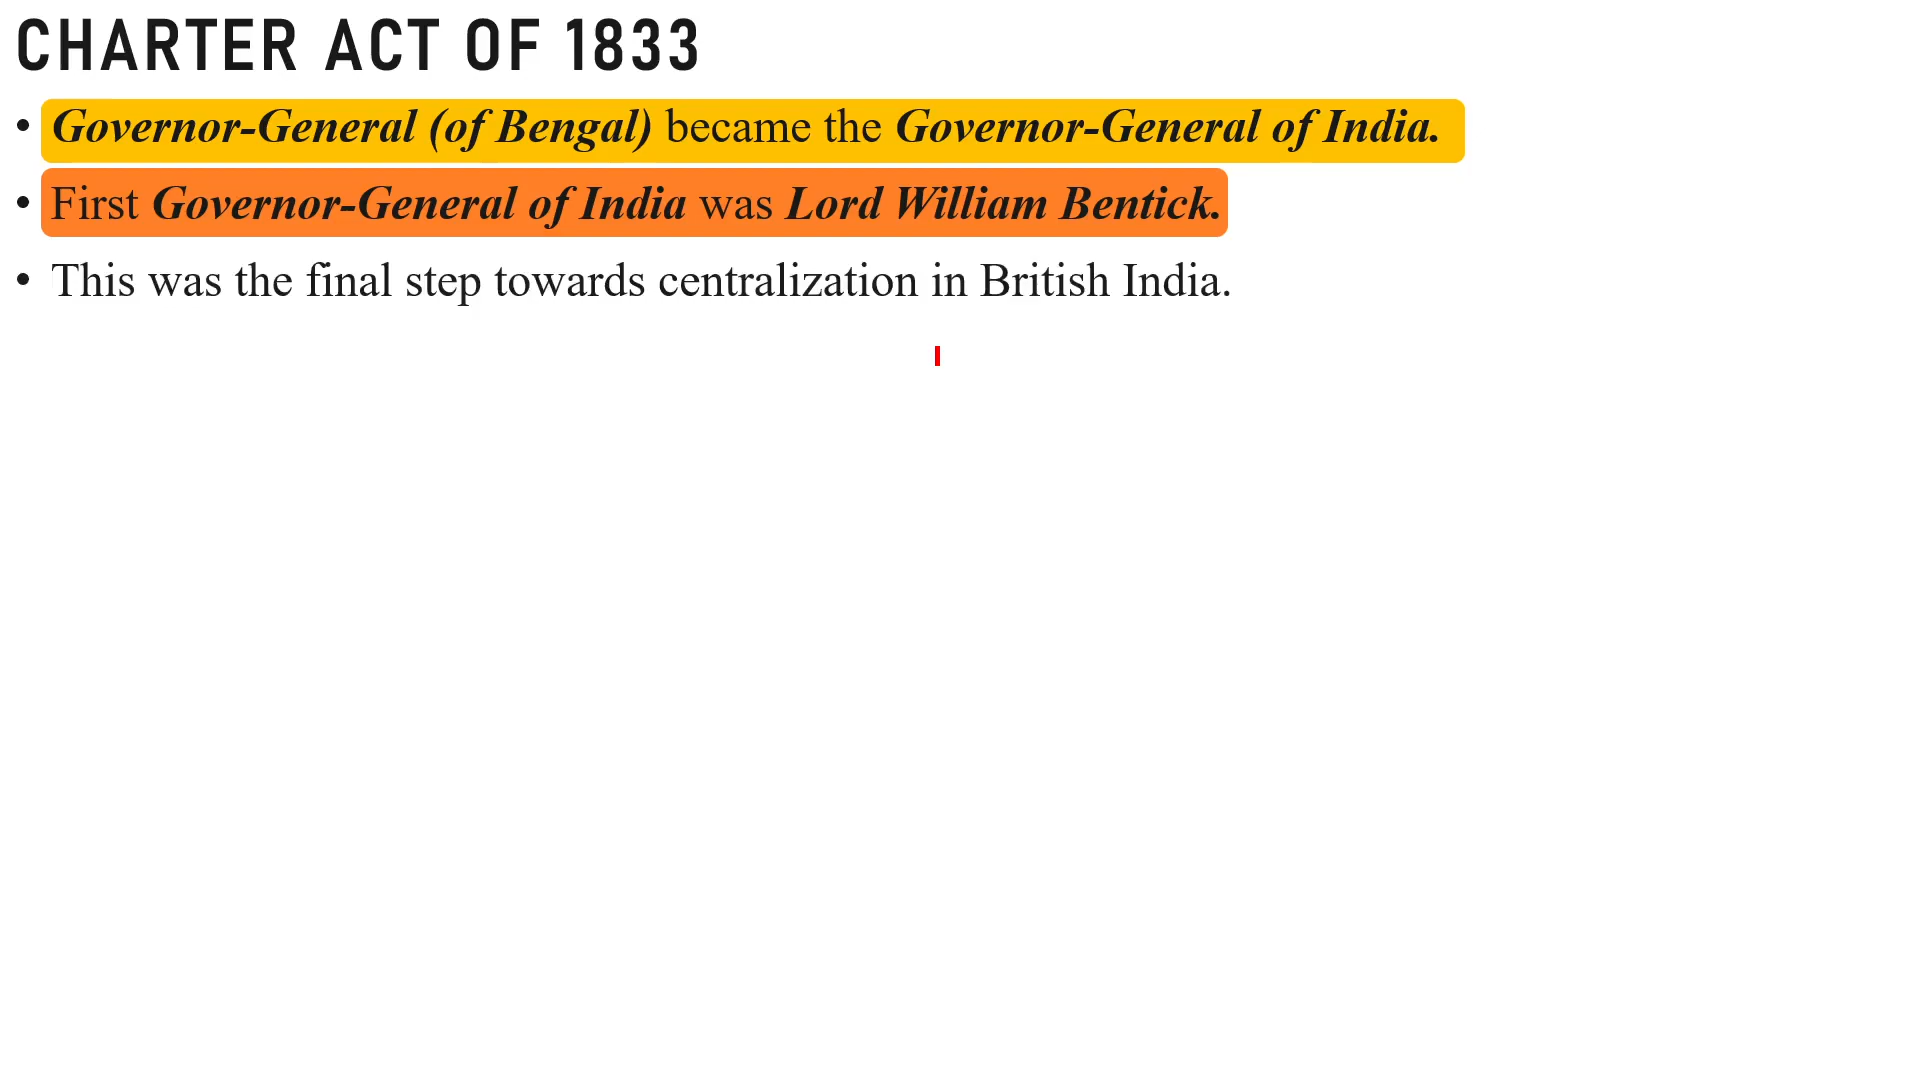 CHARTER ACT OF 1833
• Governor-General (of Bengal) became the Governor-General of India.
• First Governor-General of India was Lord William Bentick.
• This was the final step towards centralization in British India.